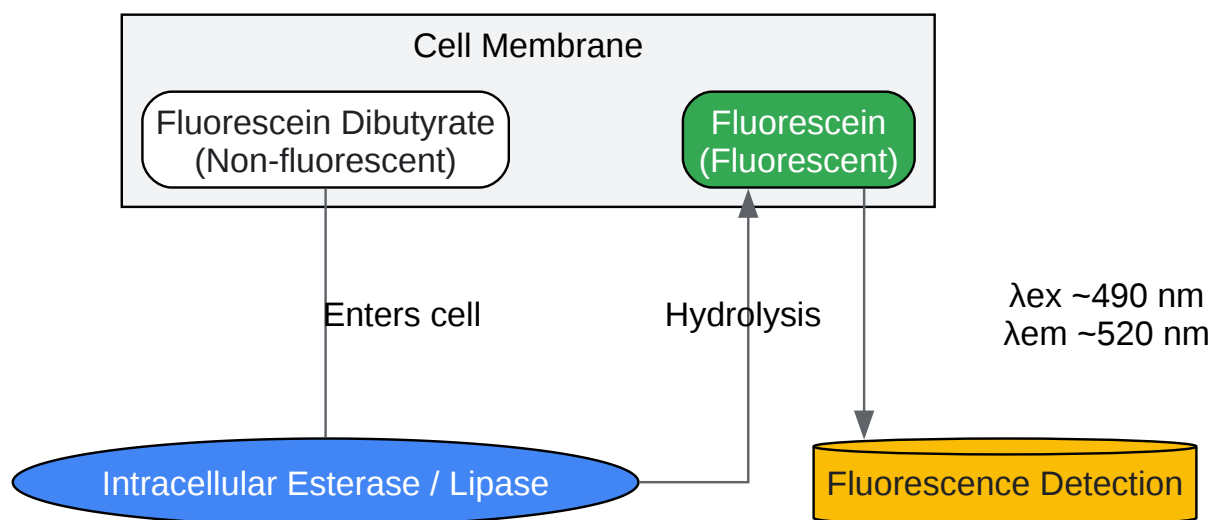 Cell Membrane
Fluorescein Dibutyrate
(Non-fluorescent)
Fluorescein
(Fluorescent)
Enters cell
Hydrolysis
λex ~490 nm
λem ~520 nm
Intracellular Esterase / Lipase
Fluorescence Detection